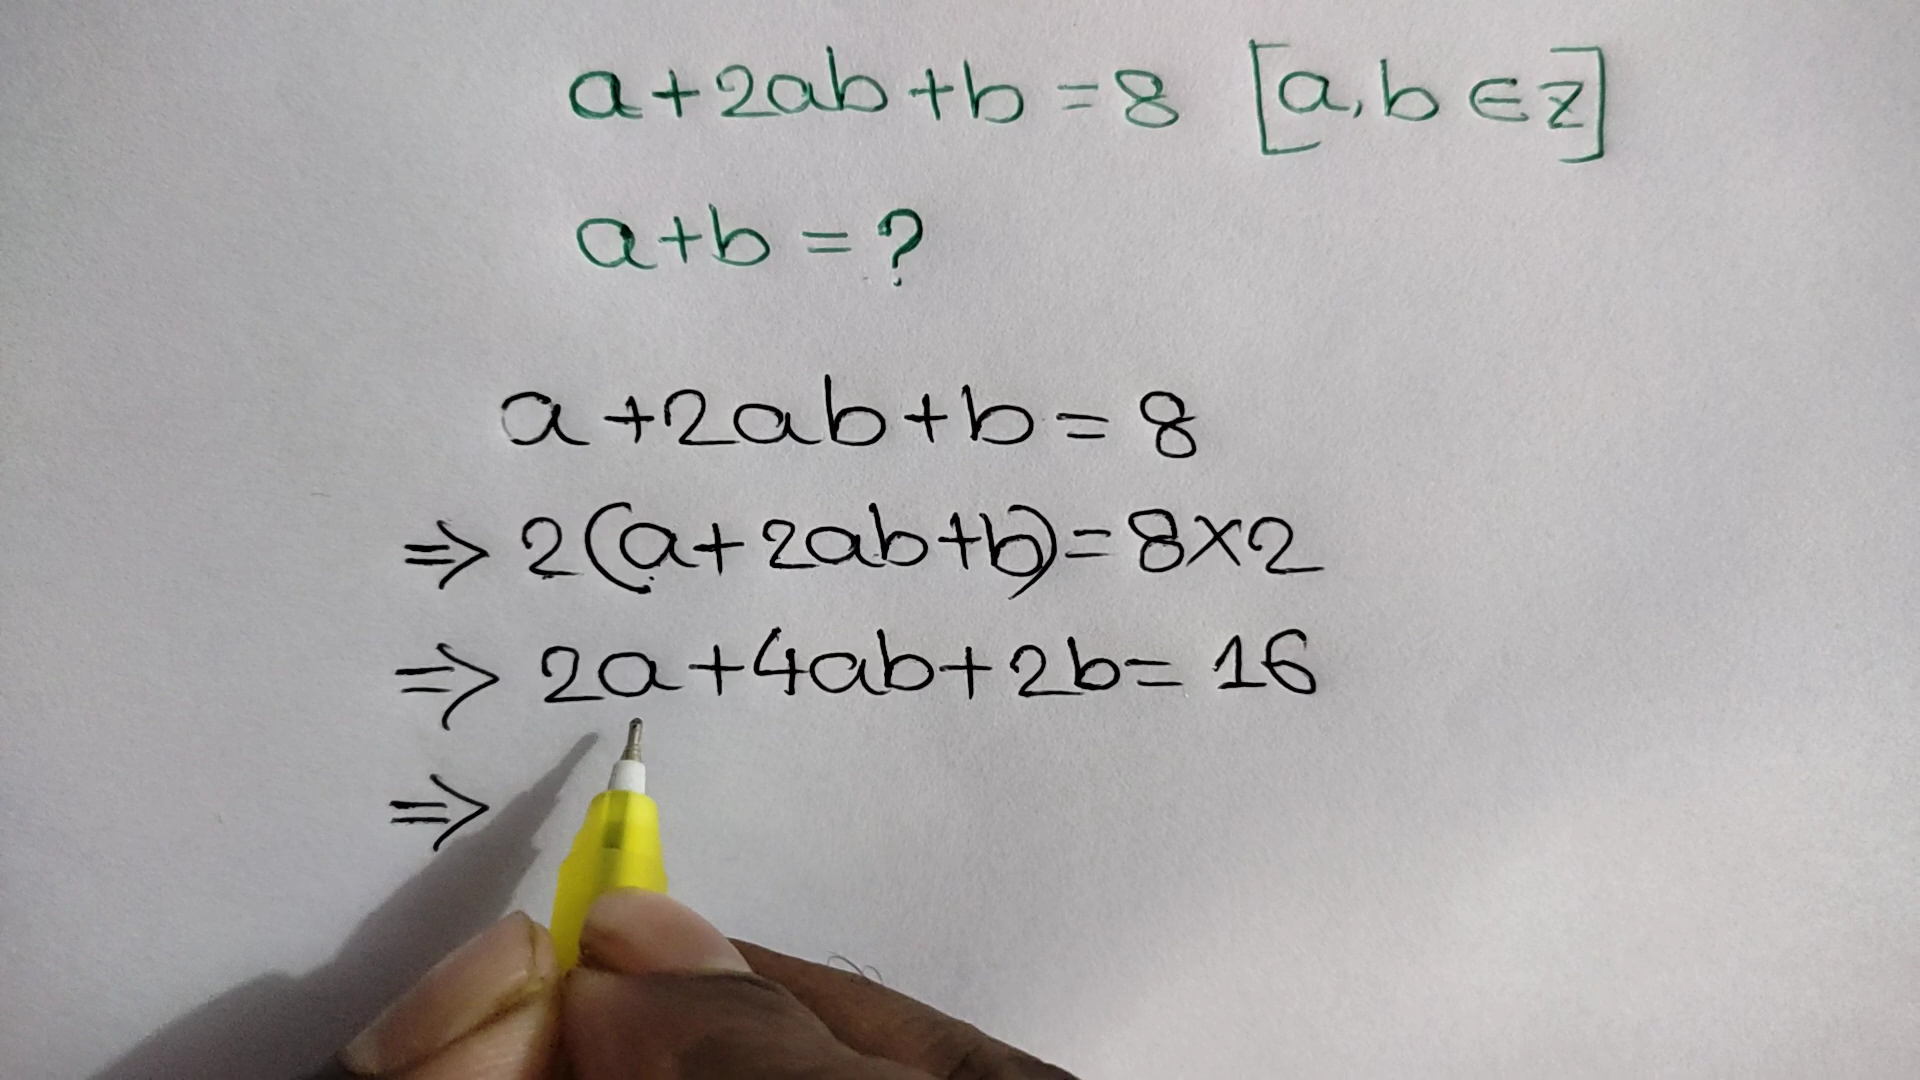 a+2ab+b=8 [a,b∈z]
a+b=?
a+2ab+b=8
⇒2(a+2ab+b)=8×2
⇒2a+4ab+2b=16
⇒